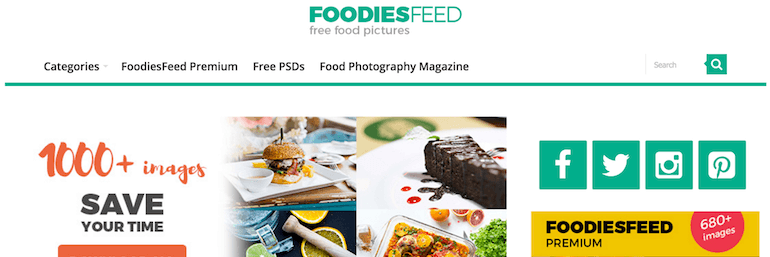 FOODIESFEED
free food pictures
Categories FoodiesFeed Premium Free PSDs Food Photography Magazine Search
1000+ images
SAVE
YOUR TIME
FOODIESFEED
PREMIUM
680+
images